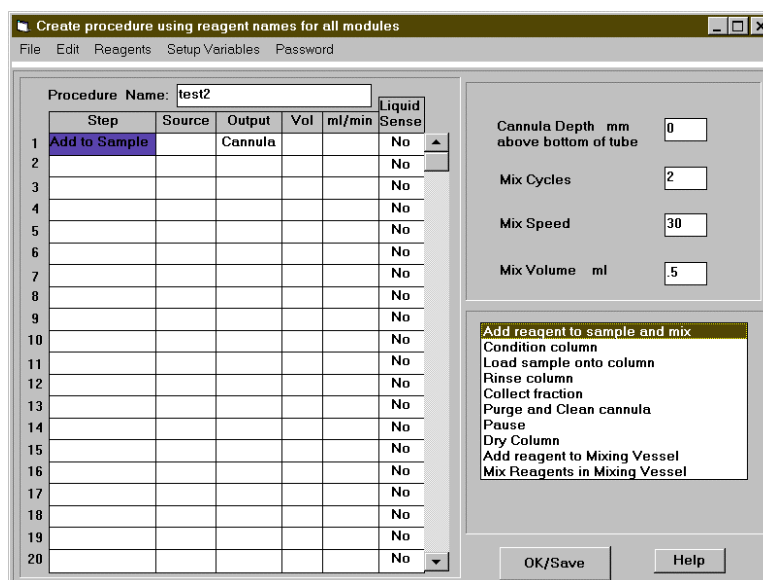 Create procedure using reagent names for all modules
File Edit Reagents Setup Variables Password
Procedure Name: test2
Step Source Output Vol ml/min Liquid Sense
1 Add to Sample Cannula No
2 No
3 No
4 No
5 No
6 No
7 No
8 No
9 No
10 No
11 No
12 No
13 No
14 No
15 No
16 No
17 No
18 No
19 No
20 No
Cannula Depth mm
above bottom of tube 0
Mix Cycles 2
Mix Speed 30
Mix Volume ml .5
Add reagent to sample and mix
Condition column
Load sample onto column
Rinse column
Collect fraction
Purge and Clean cannula
Pause
Dry Column
Add reagent to Mixing Vessel
Mix Reagents in Mixing Vessel
OK/Save Help